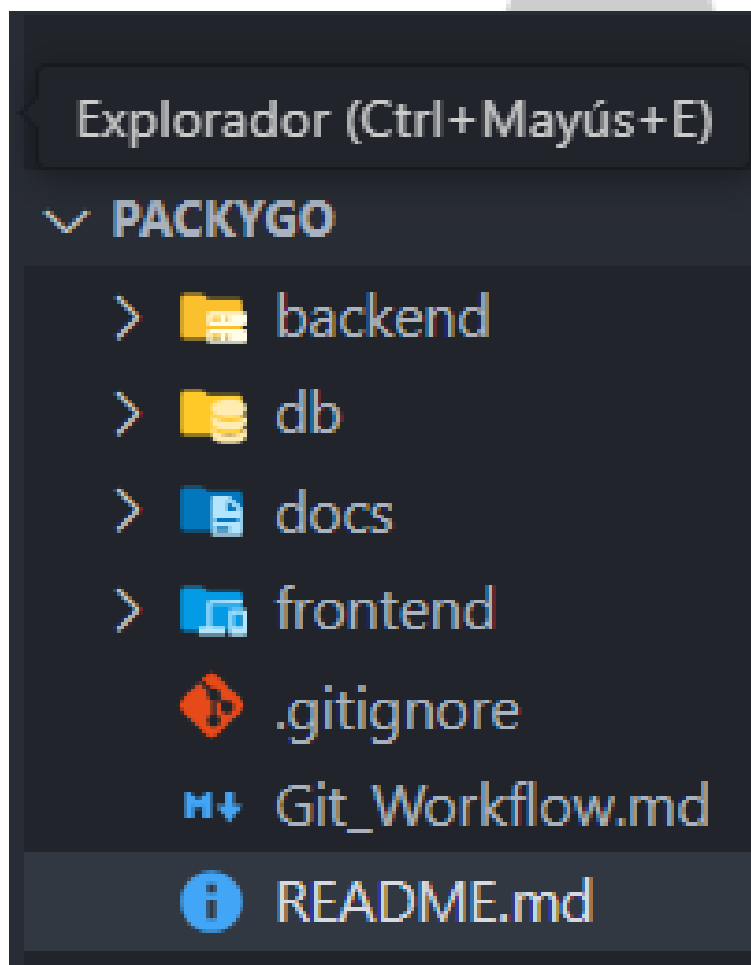 Explorador (Ctrl+Mayús+E)
PACKYGO
backend
db
docs
frontend
.gitignore
Git_Workflow.md
README.md